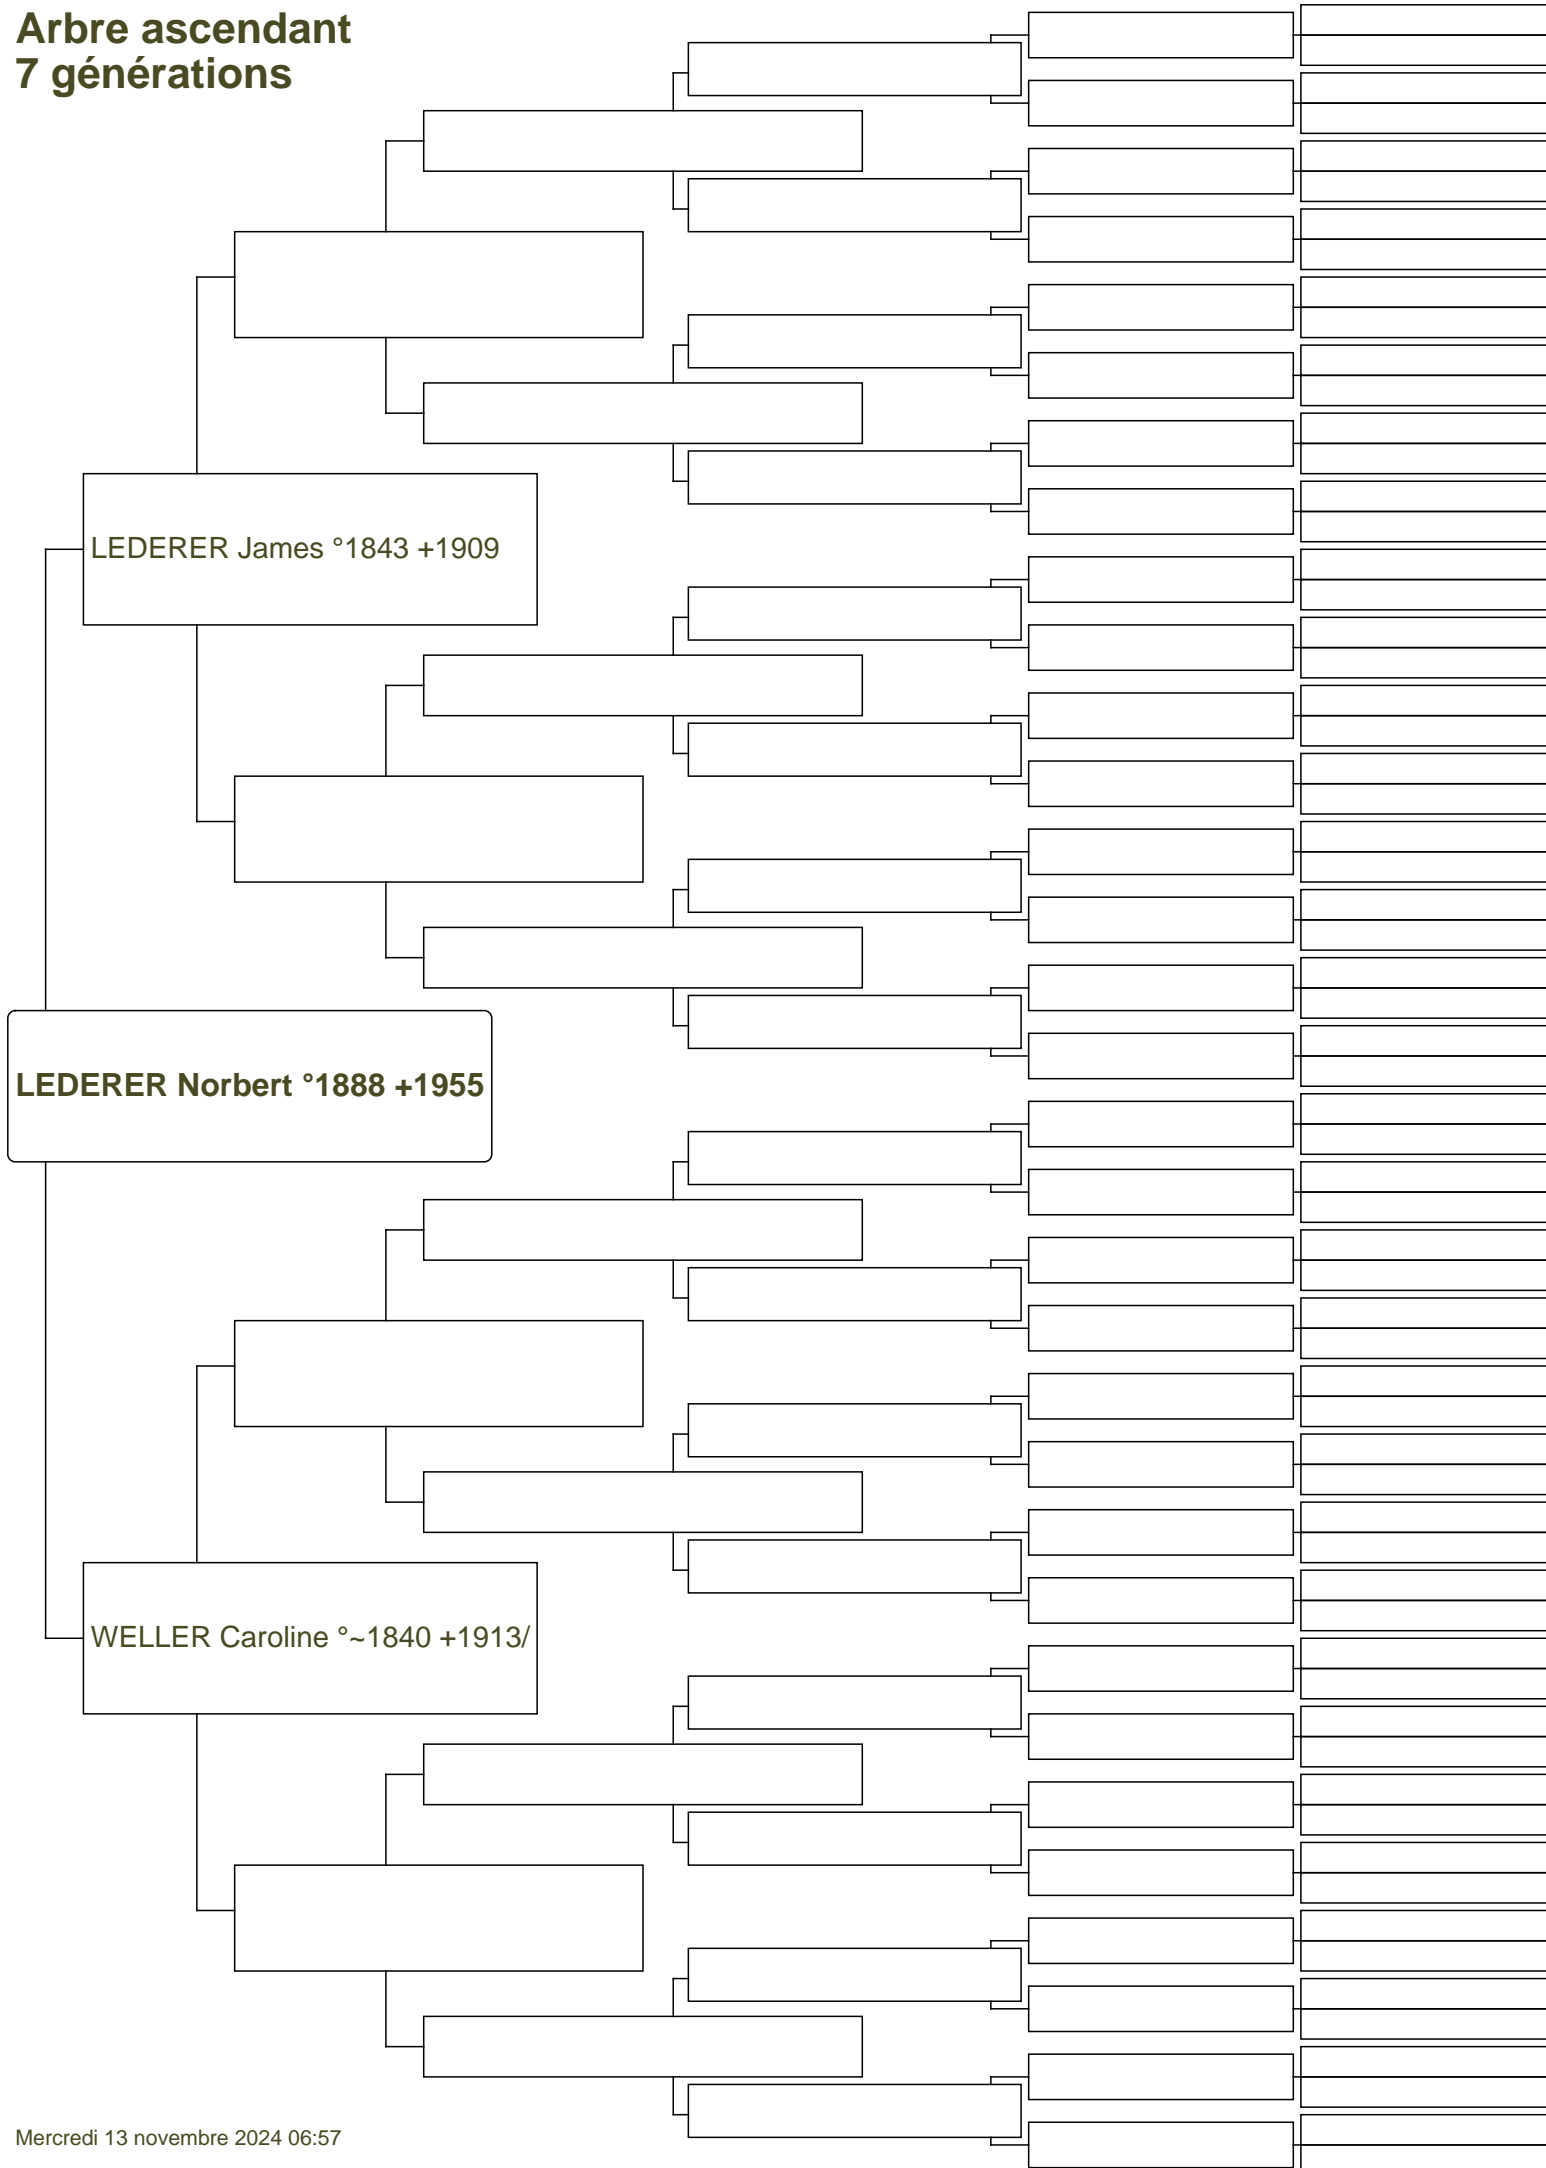 Arbre ascendant
7 générations
LEDERER James °1843 +1909
LEDERER Norbert °1888 +1955
WELLER Caroline °~1840 +1913/
Mercredi 13 novembre 2024 06:57